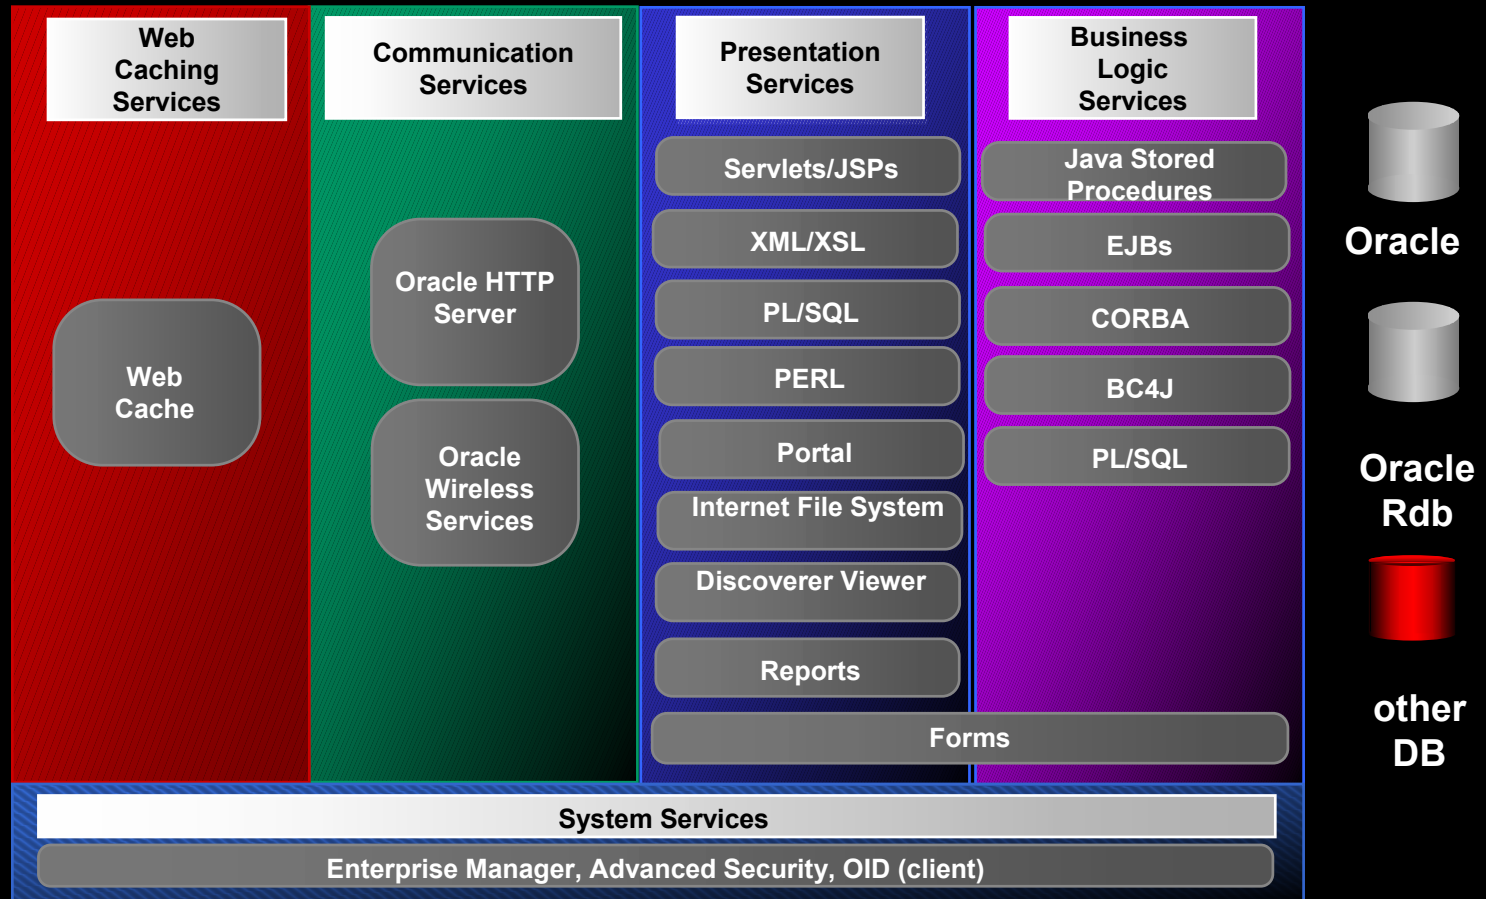 Web
Caching
Services
Communication
Services
Presentation
Services
Business
Logic
Services
Web
Cache
Oracle HTTP
Server
Oracle
Wireless
Services
Servlets/JSPs
XML/XSL
PL/SQL
PERL
Portal
Internet File System
Discoverer Viewer
Reports
Java Stored
Procedures
EJBs
CORBA
BC4J
PL/SQL
Forms
System Services
Enterprise Manager, Advanced Security, OID (client)
Oracle
Oracle
Rdb
other
DB